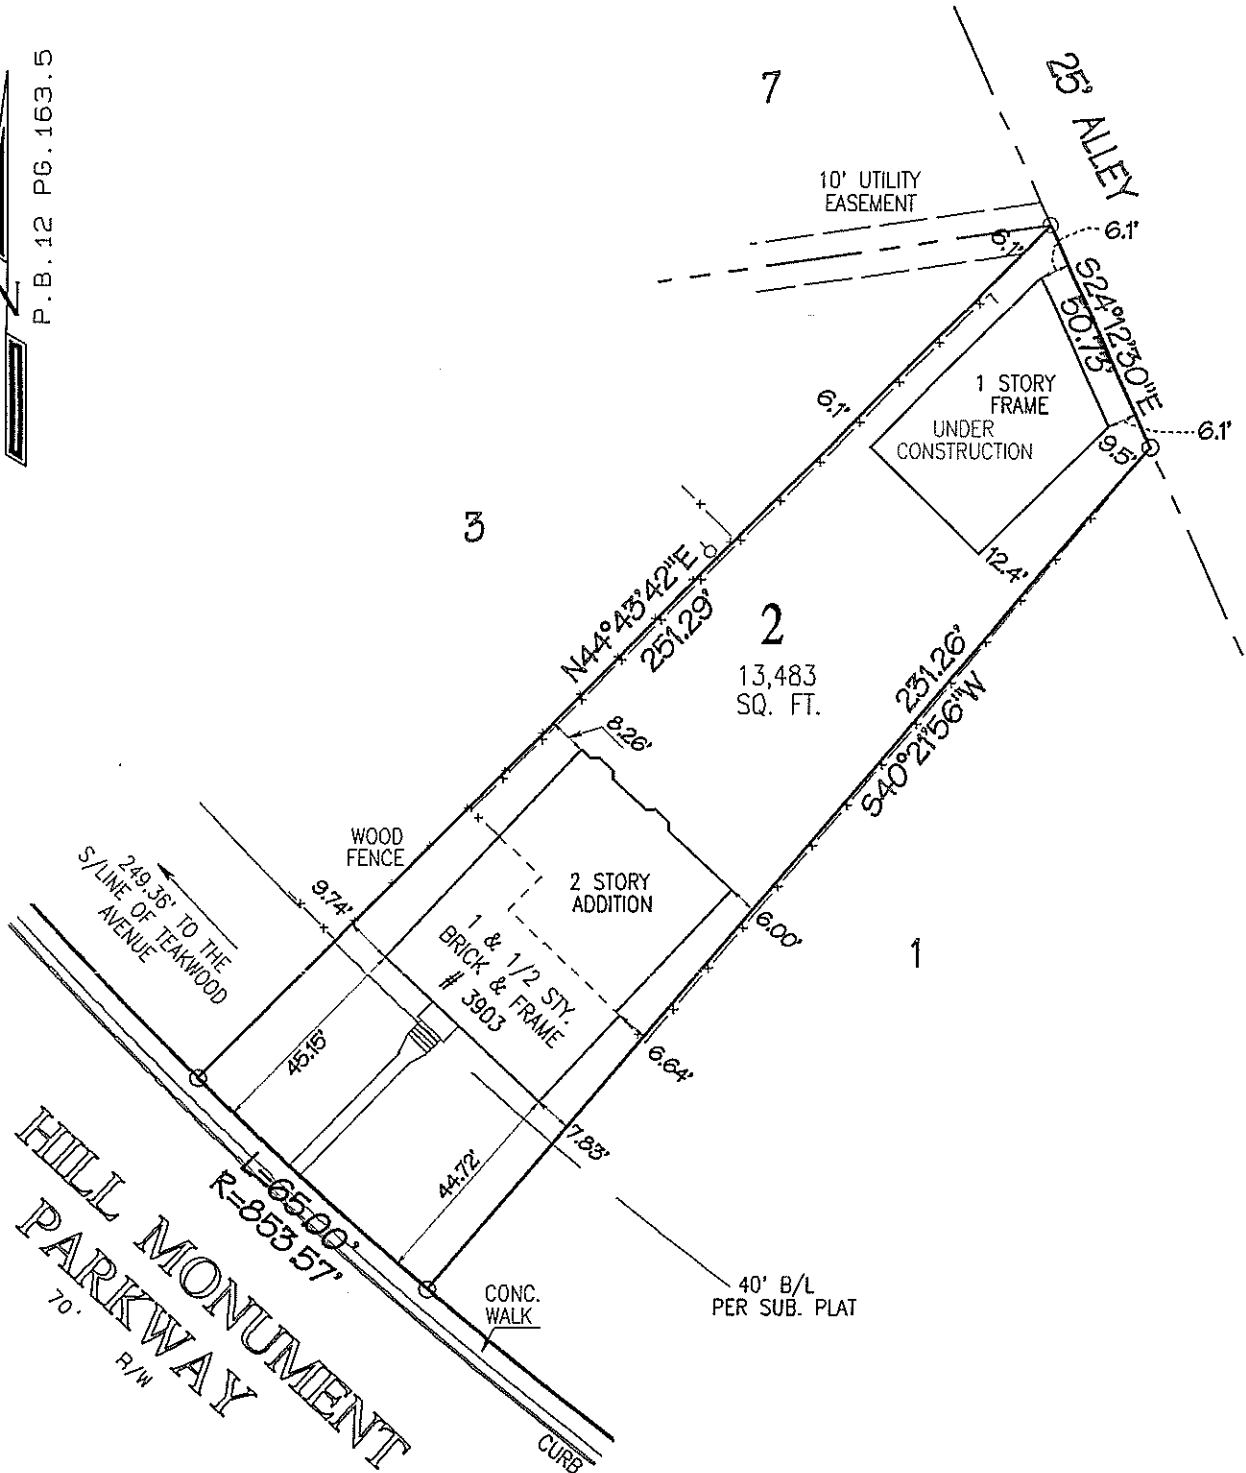 P.B.12 PG.163.5
7
25' ALLEY
10' UTILITY
EASEMENT
6.1'
6.1'
S24°12'30"E
50.73'
1 STORY
FRAME
UNDER
CONSTRUCTION
6.1'
9.5'
6.1'
12.4'
3
N44°43'42"E
251.29'
2
13,483
SQ. FT.
231.26'
S40°21'56"W
8.26'
WOOD
FENCE
2 STORY
ADDITION
249.36' TO THE
S/LINE OF TEAKWOOD
AVENUE
9.74'
1 & 1/2 STY.
BRICK & FRAME
# 3903
6.00'
1
45.15'
6.64'
44.72'
7.83'
L=65.00'
R=853.57'
HILL MONUMENT
PARKWAY
70'
R/W
CONC.
WALK
40' B/L
PER SUB. PLAT
CURB